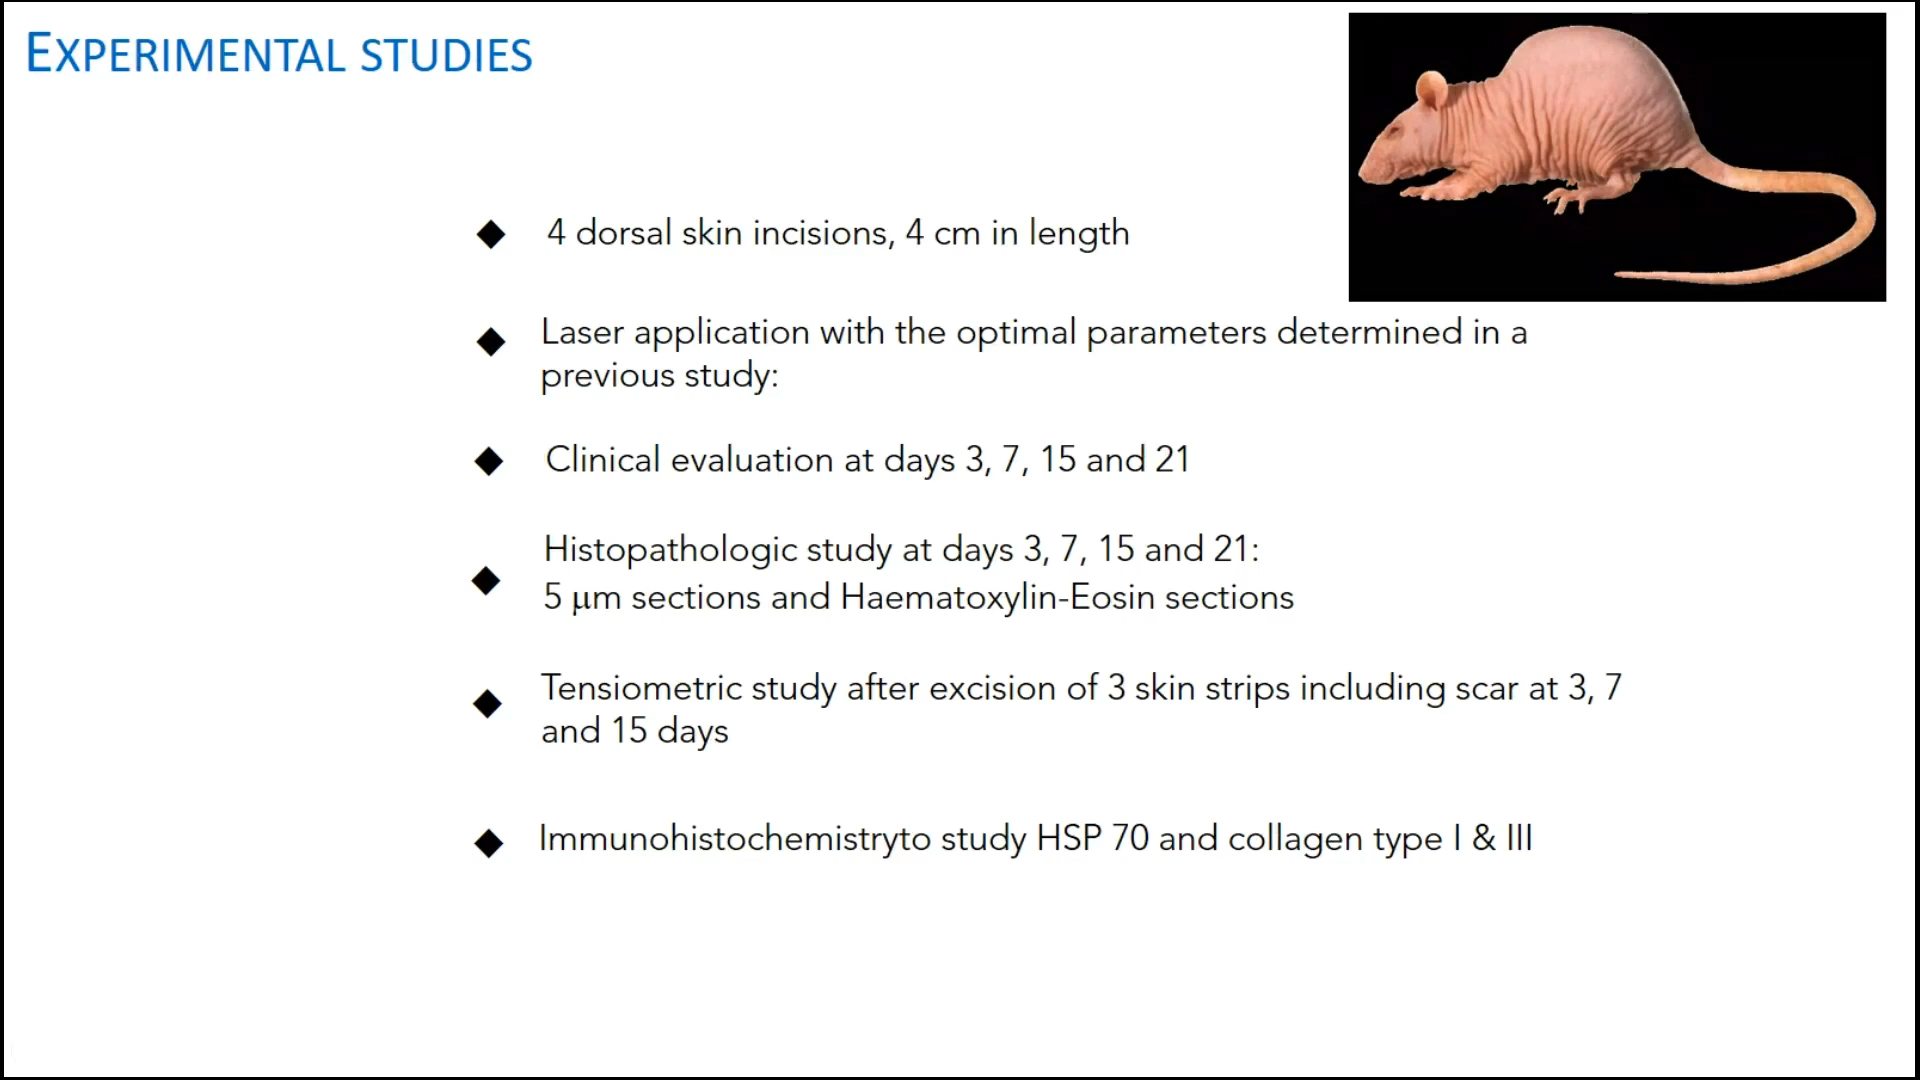 EXPERIMENTAL STUDIES
4 dorsal skin incisions, 4 cm in length
Laser application with the optimal parameters determined in a
previous study:
Clinical evaluation at days 3, 7, 15 and 21
Histopathologic study at days 3, 7, 15 and 21:
5 μm sections and Haematoxylin-Eosin sections
Tensiometric study after excision of 3 skin strips including scar at 3, 7
and 15 days
Immunohistochemistryto study HSP 70 and collagen type I & III